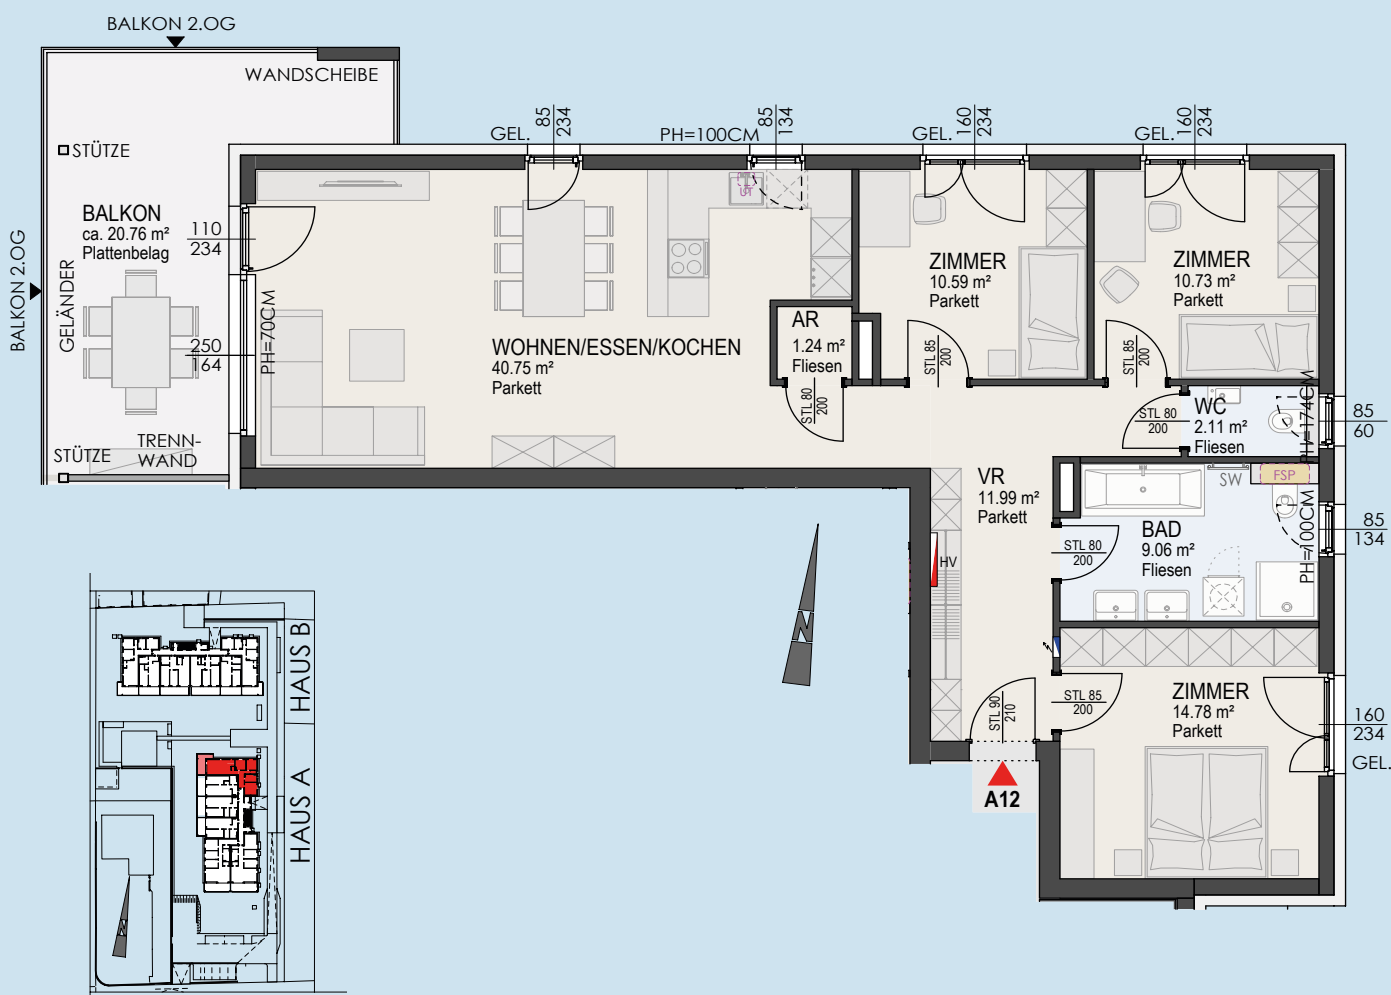 BALKON 2.OG
WANDSCHEIBE
STÜTZE
BALKON
ca. 20.76 m²
Plattenbelag
110
234
BALKON 2.OG
GELÄNDER
250
164
PH=70CM
STÜTZE
TRENN-
WAND
GEL.
85
234
PH=100CM
85
134
GEL.
160
234
GEL.
160
234
WOHNEN/ESSEN/KOCHEN
40.75 m²
Parkett
AR
1.24 m²
Fliesen
STL 80
200
ZIMMER
10.59 m²
Parkett
STL 85
200
ZIMMER
10.73 m²
Parkett
STL 85
200
STL 80
200
WC
2.11 m²
Fliesen
PH=174CM
85
60
VR
11.99 m²
Parkett
HV
SW
FSP
BAD
9.06 m²
Fliesen
STL 80
200
PH=100CM
85
134
ZIMMER
14.78 m²
Parkett
STL 85
200
STL 90
210
160
234
GEL.
A12
N
HAUS B
HAUS A
N